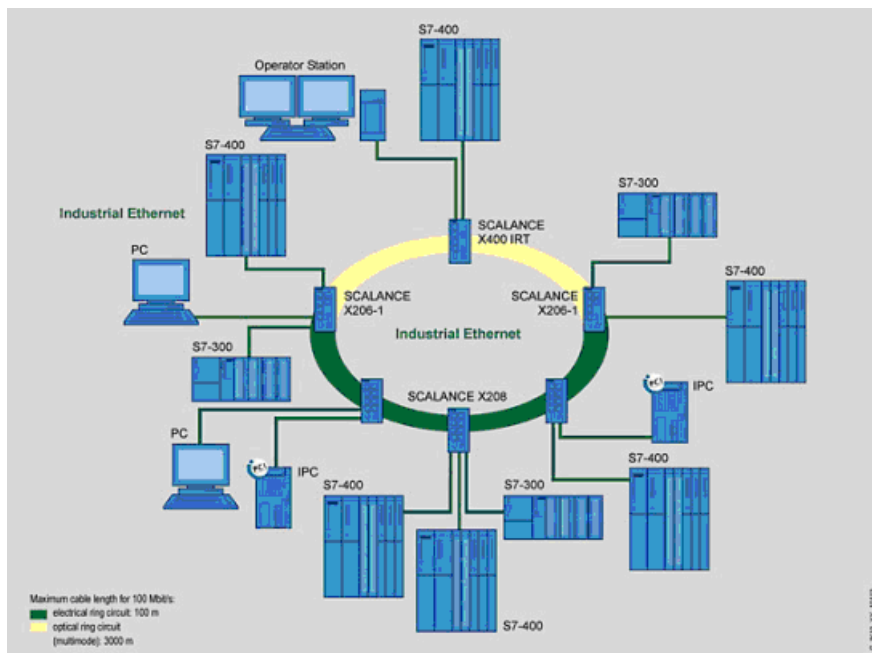 S7-400
Operator Station
S7-400
S7-300
Industrial Ethernet
SCALANCE
X400 IRT
PC
S7-400
SCALANCE
X206-1
SCALANCE
X206-1
Industrial Ethernet
S7-300
SCALANCE X208
IPC
PC
IPC
S7-400
S7-400
S7-300
S7-400
Maximum cable length for 100 Mbit/s:
electrical ring circuit: 100 m
optical ring circuit
(multimode): 3000 m